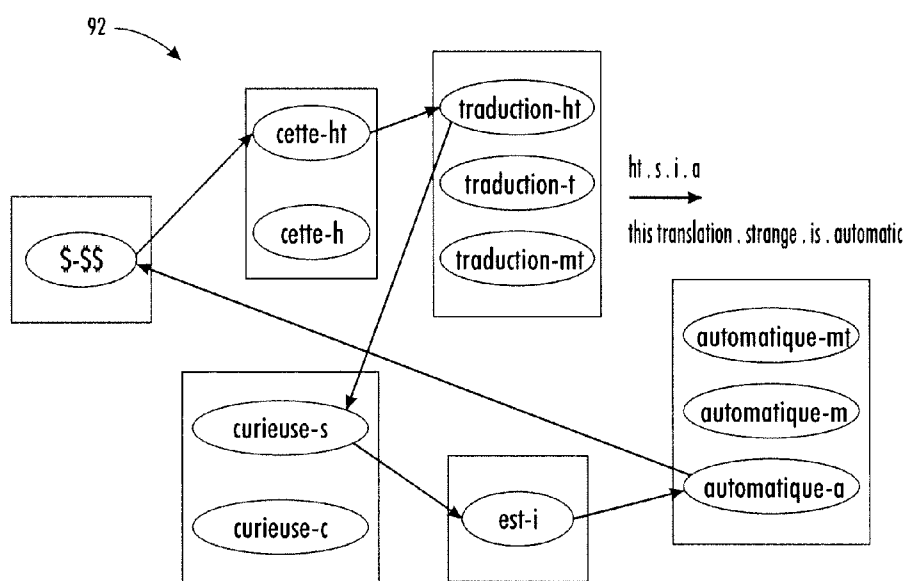 92
cette-ht
cette-h
traduction-ht
traduction-t
traduction-mt
ht . s . i . a
this translation . strange . is . automatic
$-$$
automatique-mt
automatique-m
automatique-a
curieuse-s
curieuse-c
est-i